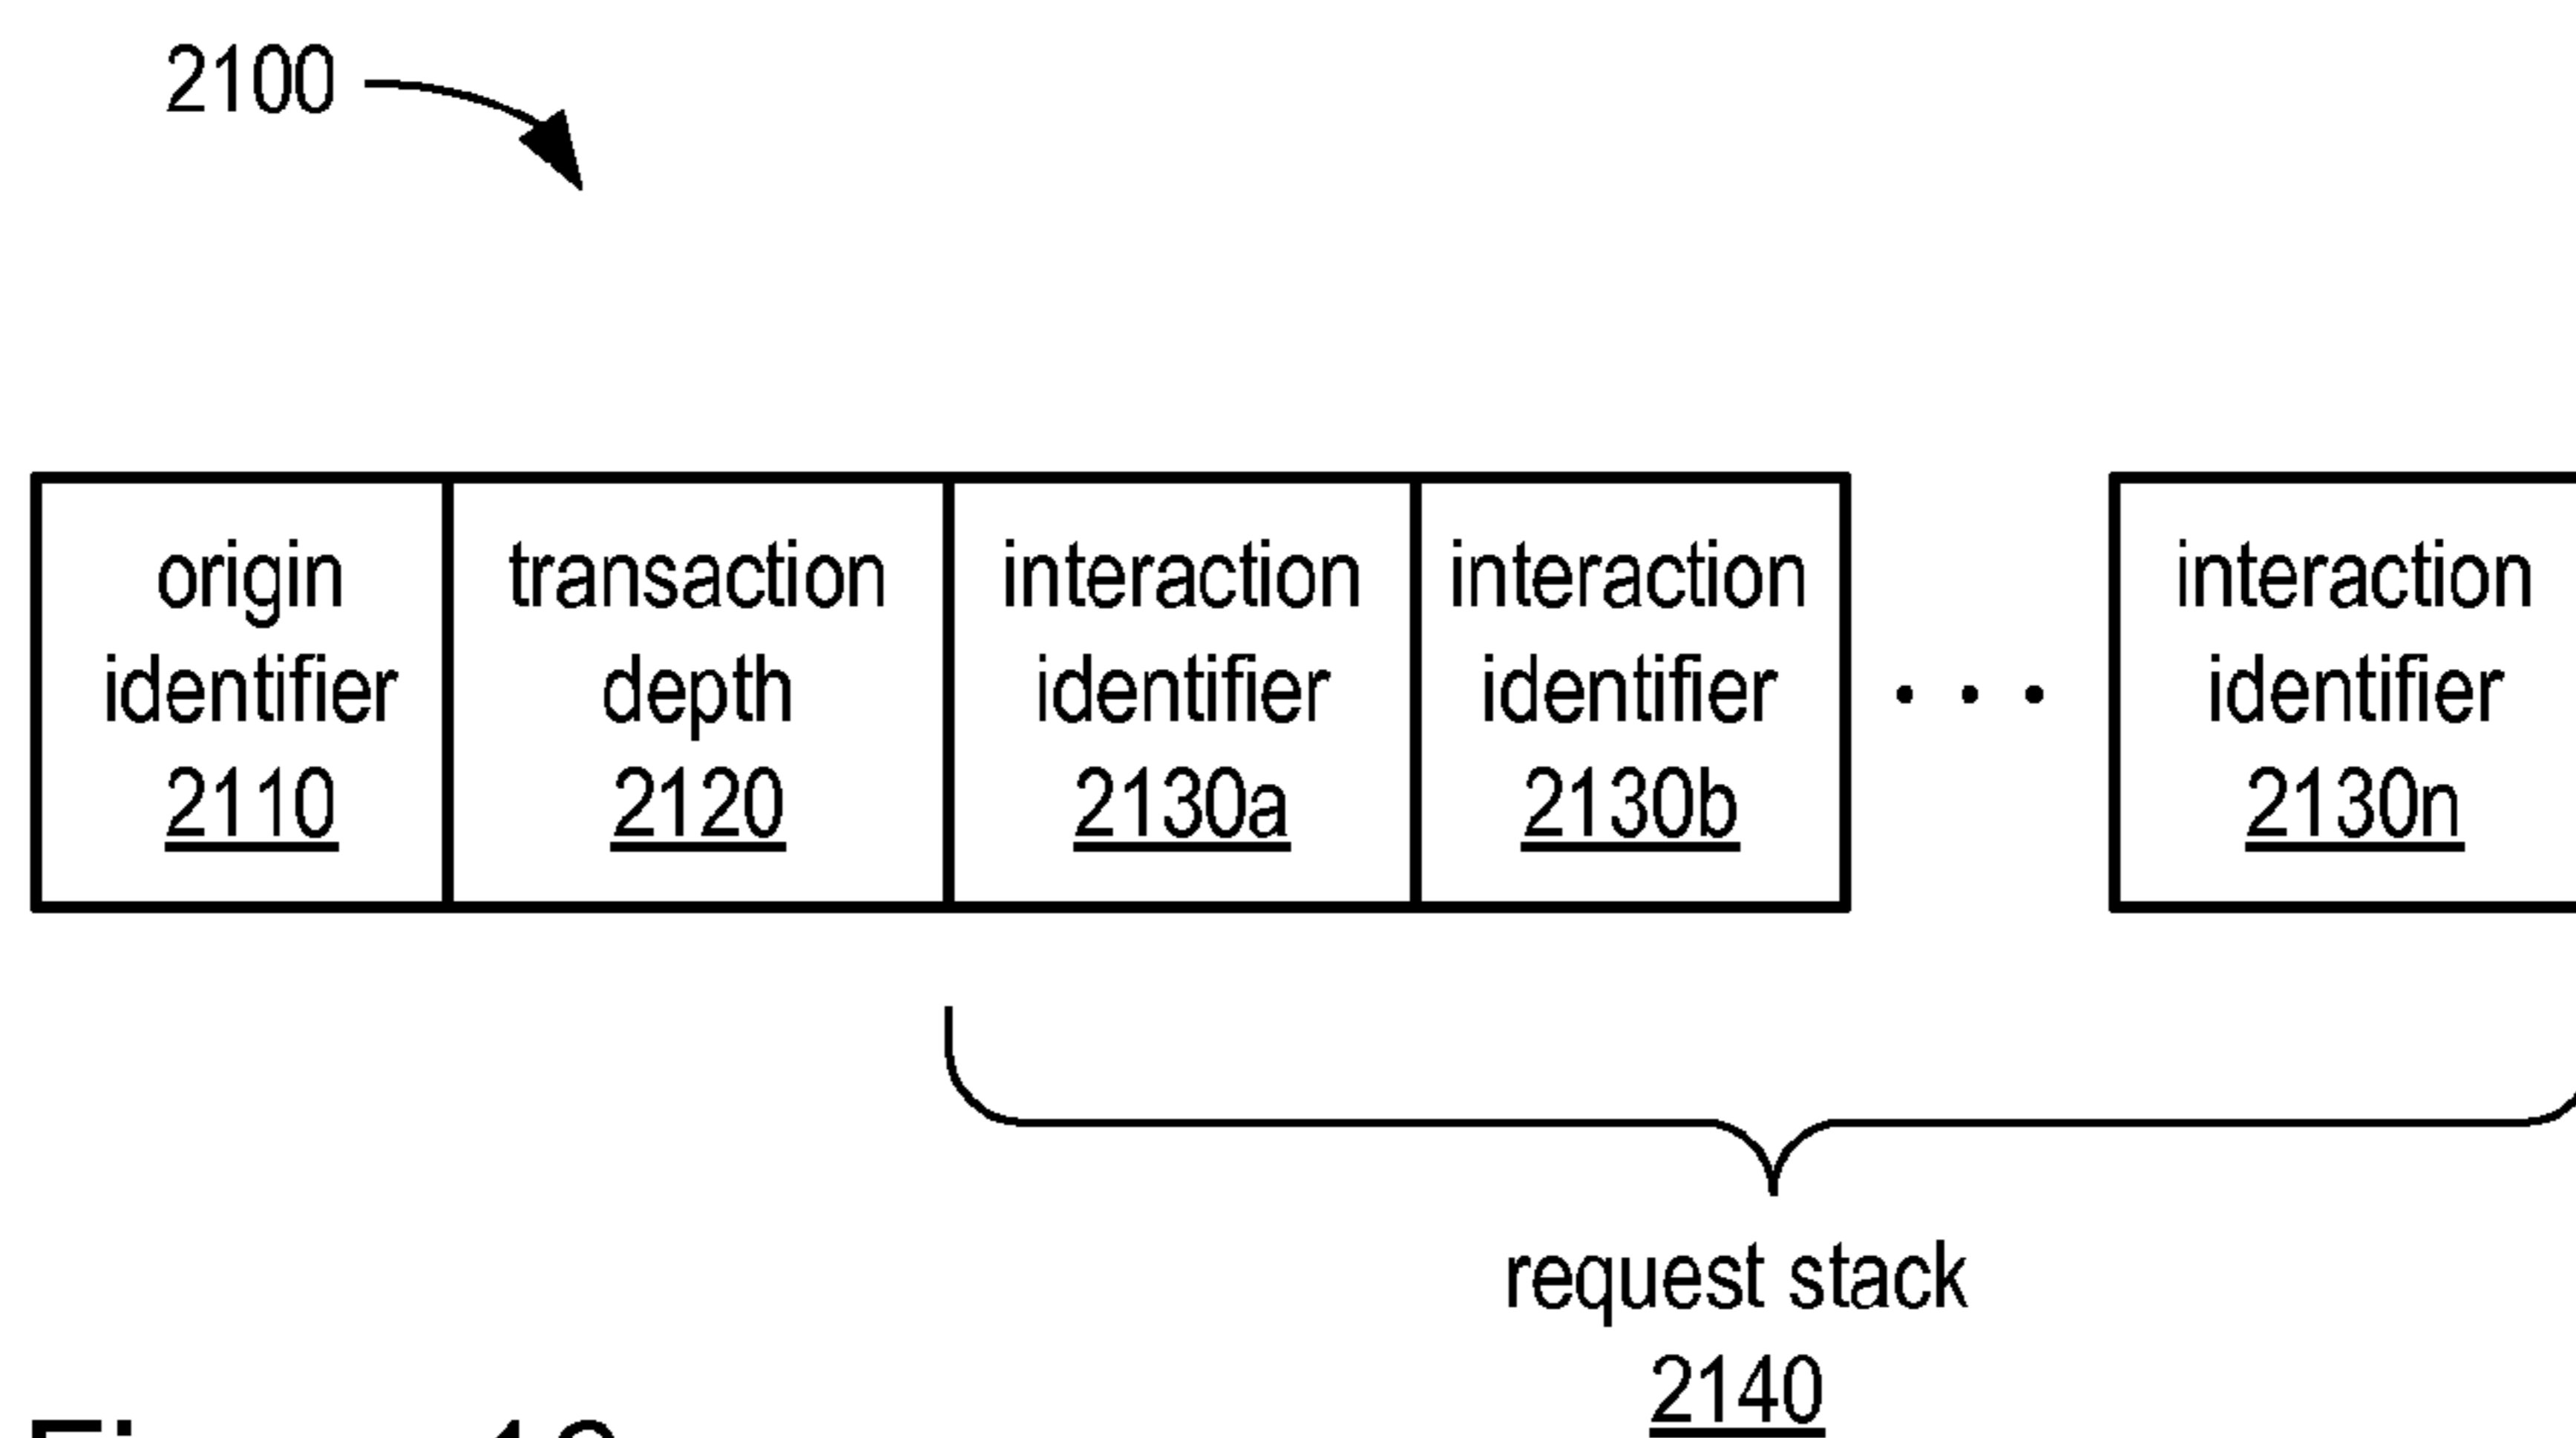 2100
origin
identifier
2110
transaction
depth
2120
interaction
identifier
2130a
interaction
identifier
2130b
. . .
interaction
identifier
2130n
request stack
2140